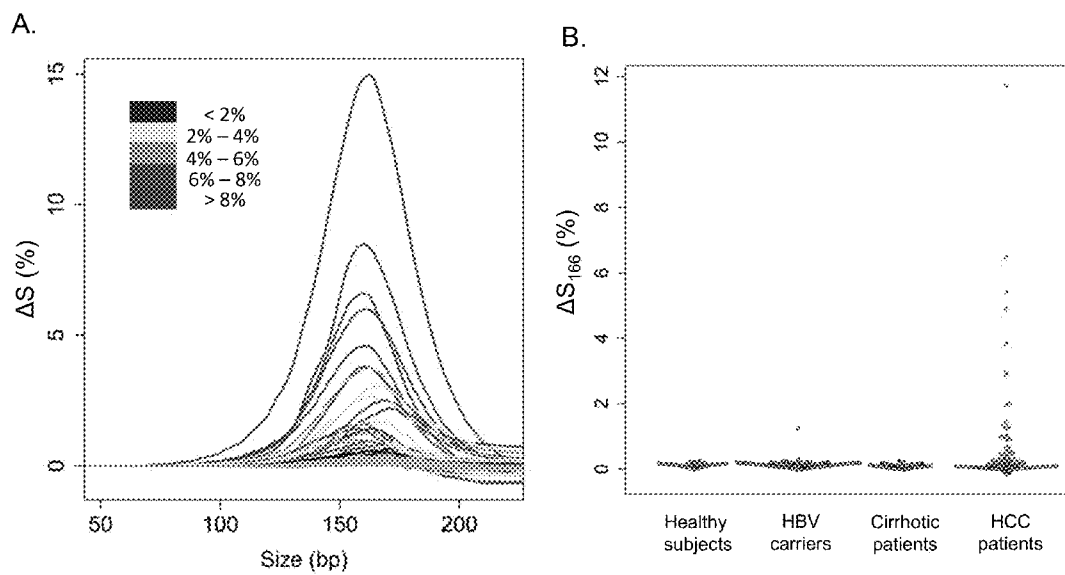 A.
15
10
5
0
ΔS (%)
< 2%
2% – 4%
4% – 6%
6% – 8%
> 8%
50 100 150 200
Size (bp)
B.
12
8
6
4
2
0
ΔS166 (%)
Healthy subjects
HBV carriers
Cirrhotic patients
HCC patients